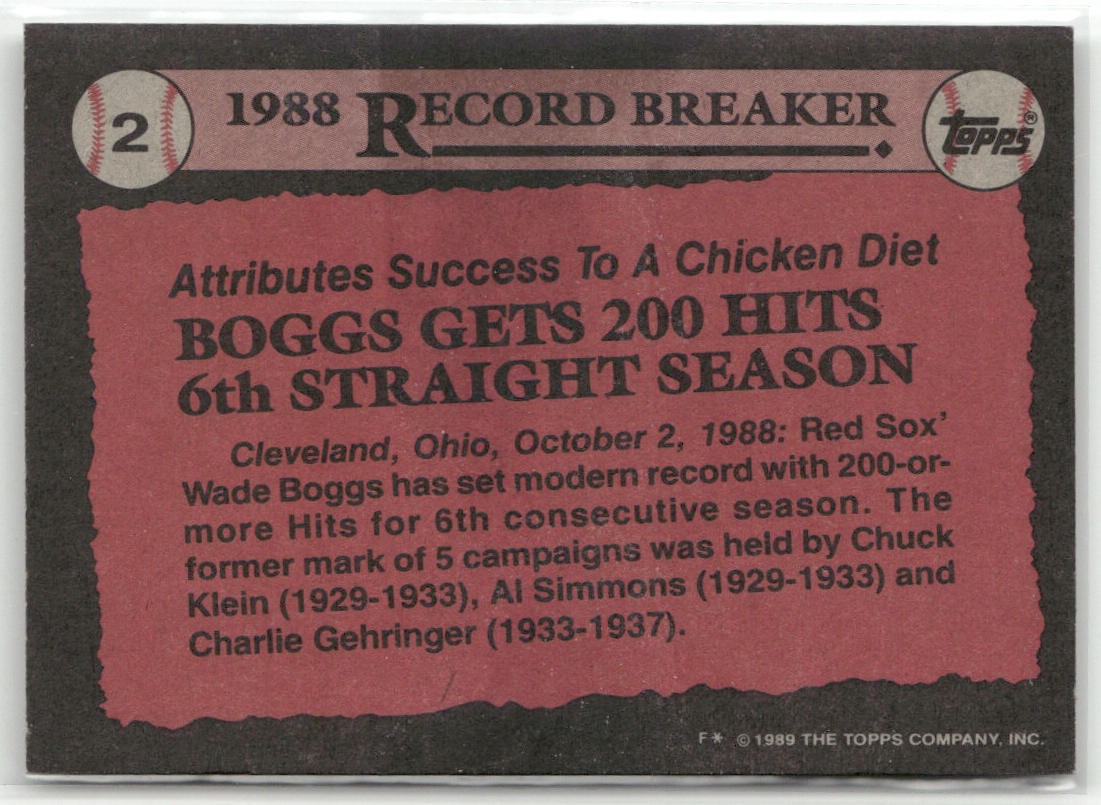 2
1988 RECORD BREAKER
topps®
Attributes Success To A Chicken Diet
BOGGS GETS 200 HITS
6th STRAIGHT SEASON
Cleveland, Ohio, October 2, 1988: Red Sox'
Wade Boggs has set modern record with 200-or-
more Hits for 6th consecutive season. The
former mark of 5 campaigns was held by Chuck
Klein (1929-1933), Al Simmons (1929-1933) and
Charlie Gehringer (1933-1937).
F* © 1989 THE TOPPS COMPANY, INC.